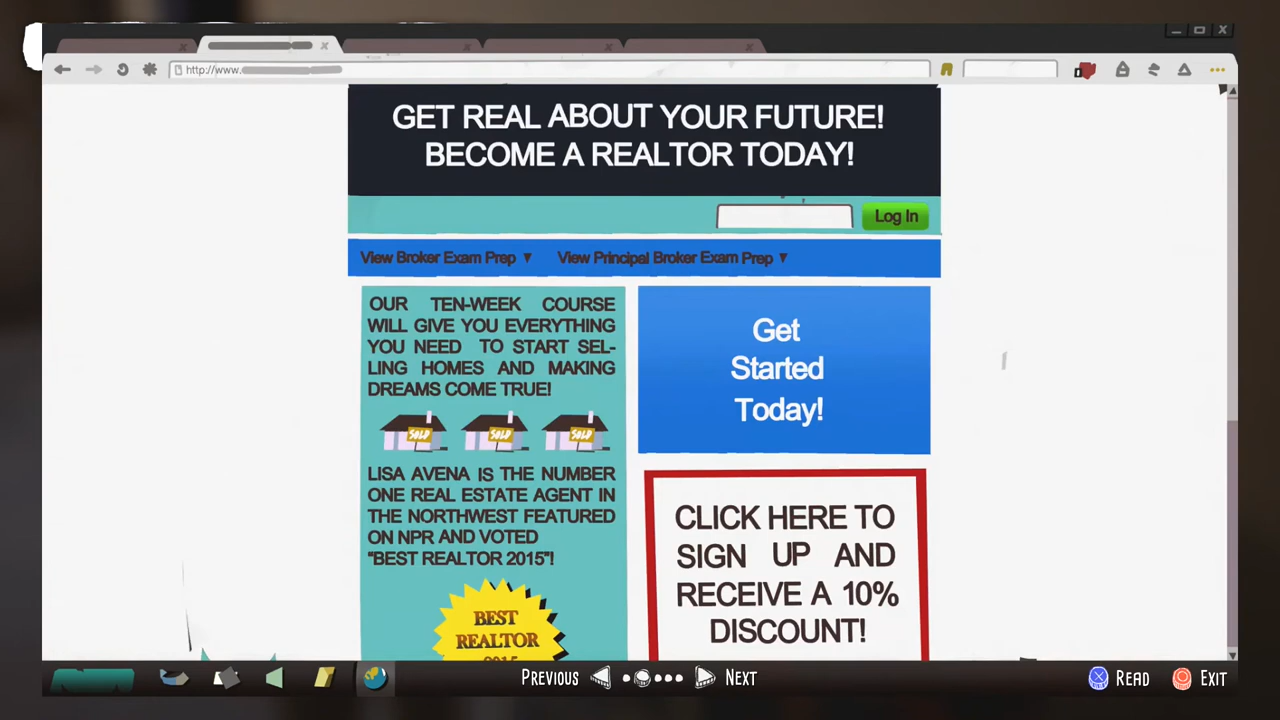 http://www.
GET REAL ABOUT YOUR FUTURE!
BECOME A REALTOR TODAY!
Log In
View Broker Exam Prep ▼ View Principal Broker Exam Prep ▼
OUR TEN-WEEK COURSE
WILL GIVE YOU EVERYTHING
YOU NEED TO START SEL-
LING HOMES AND MAKING
DREAMS COME TRUE!
SOLD SOLD SOLD
LISA AVENA IS THE NUMBER
ONE REAL ESTATE AGENT IN
THE NORTHWEST FEATURED
ON NPR AND VOTED
"BEST REALTOR 2015"!
BEST
REALTOR
2015
Get
Started
Today!
CLICK HERE TO
SIGN UP AND
RECEIVE A 10%
DISCOUNT!
PREVIOUS NEXT READ EXIT